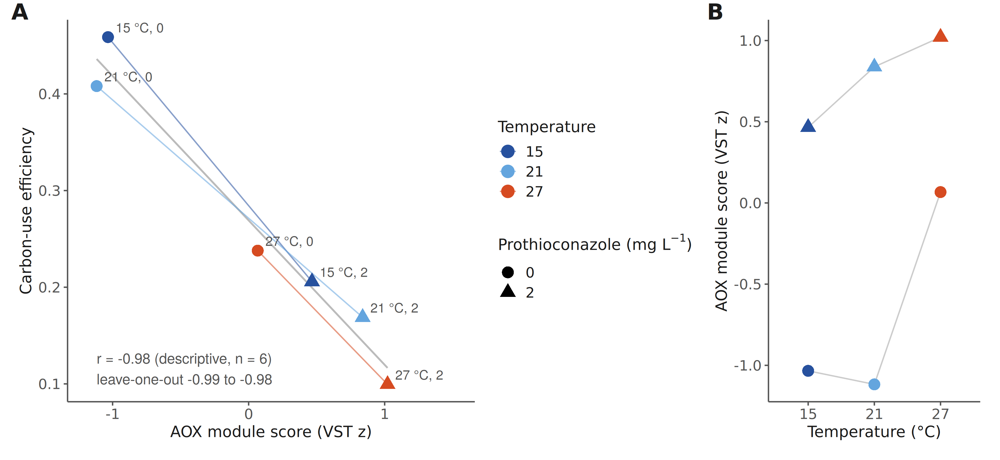 A
15 °C, 0
21 °C, 0
27 °C, 0
15 °C, 2
21 °C, 2
27 °C, 2
r = -0.98 (descriptive, n = 6)
leave-one-out -0.99 to -0.98
Carbon-use efficiency
0.4
0.3
0.2
0.1
-1
0
1
AOX module score (VST z)
Temperature
15
21
27
Prothioconazole (mg L⁻¹)
0
2
B
AOX module score (VST z)
1.0
0.5
0.0
-0.5
-1.0
15
21
27
Temperature (°C)